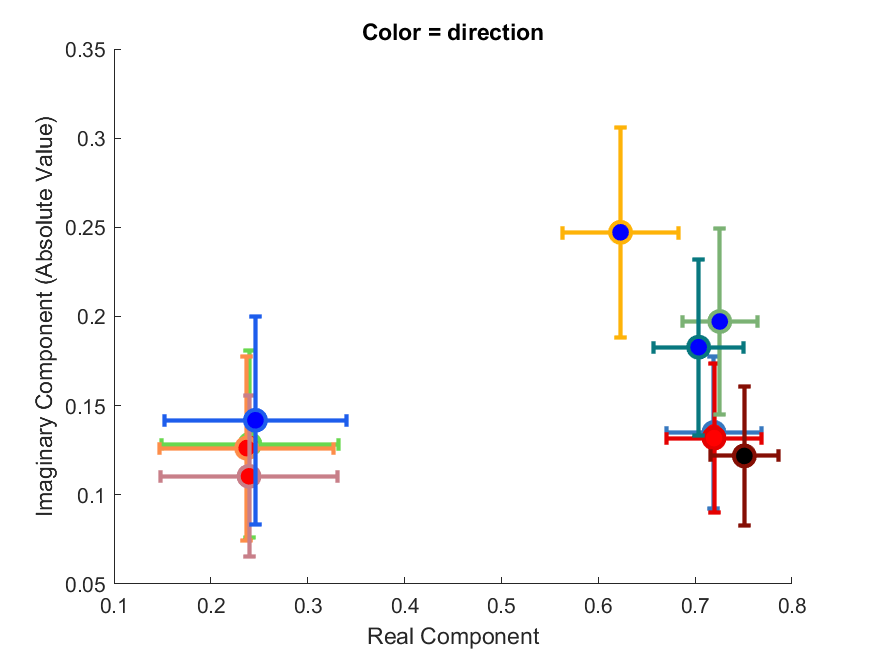 Color = direction
0.35
0.3
0.25
0.2
0.15
0.1
0.05
Imaginary Component (Absolute Value)
0.1 0.2 0.3 0.4 0.5 0.6 0.7 0.8
Real Component